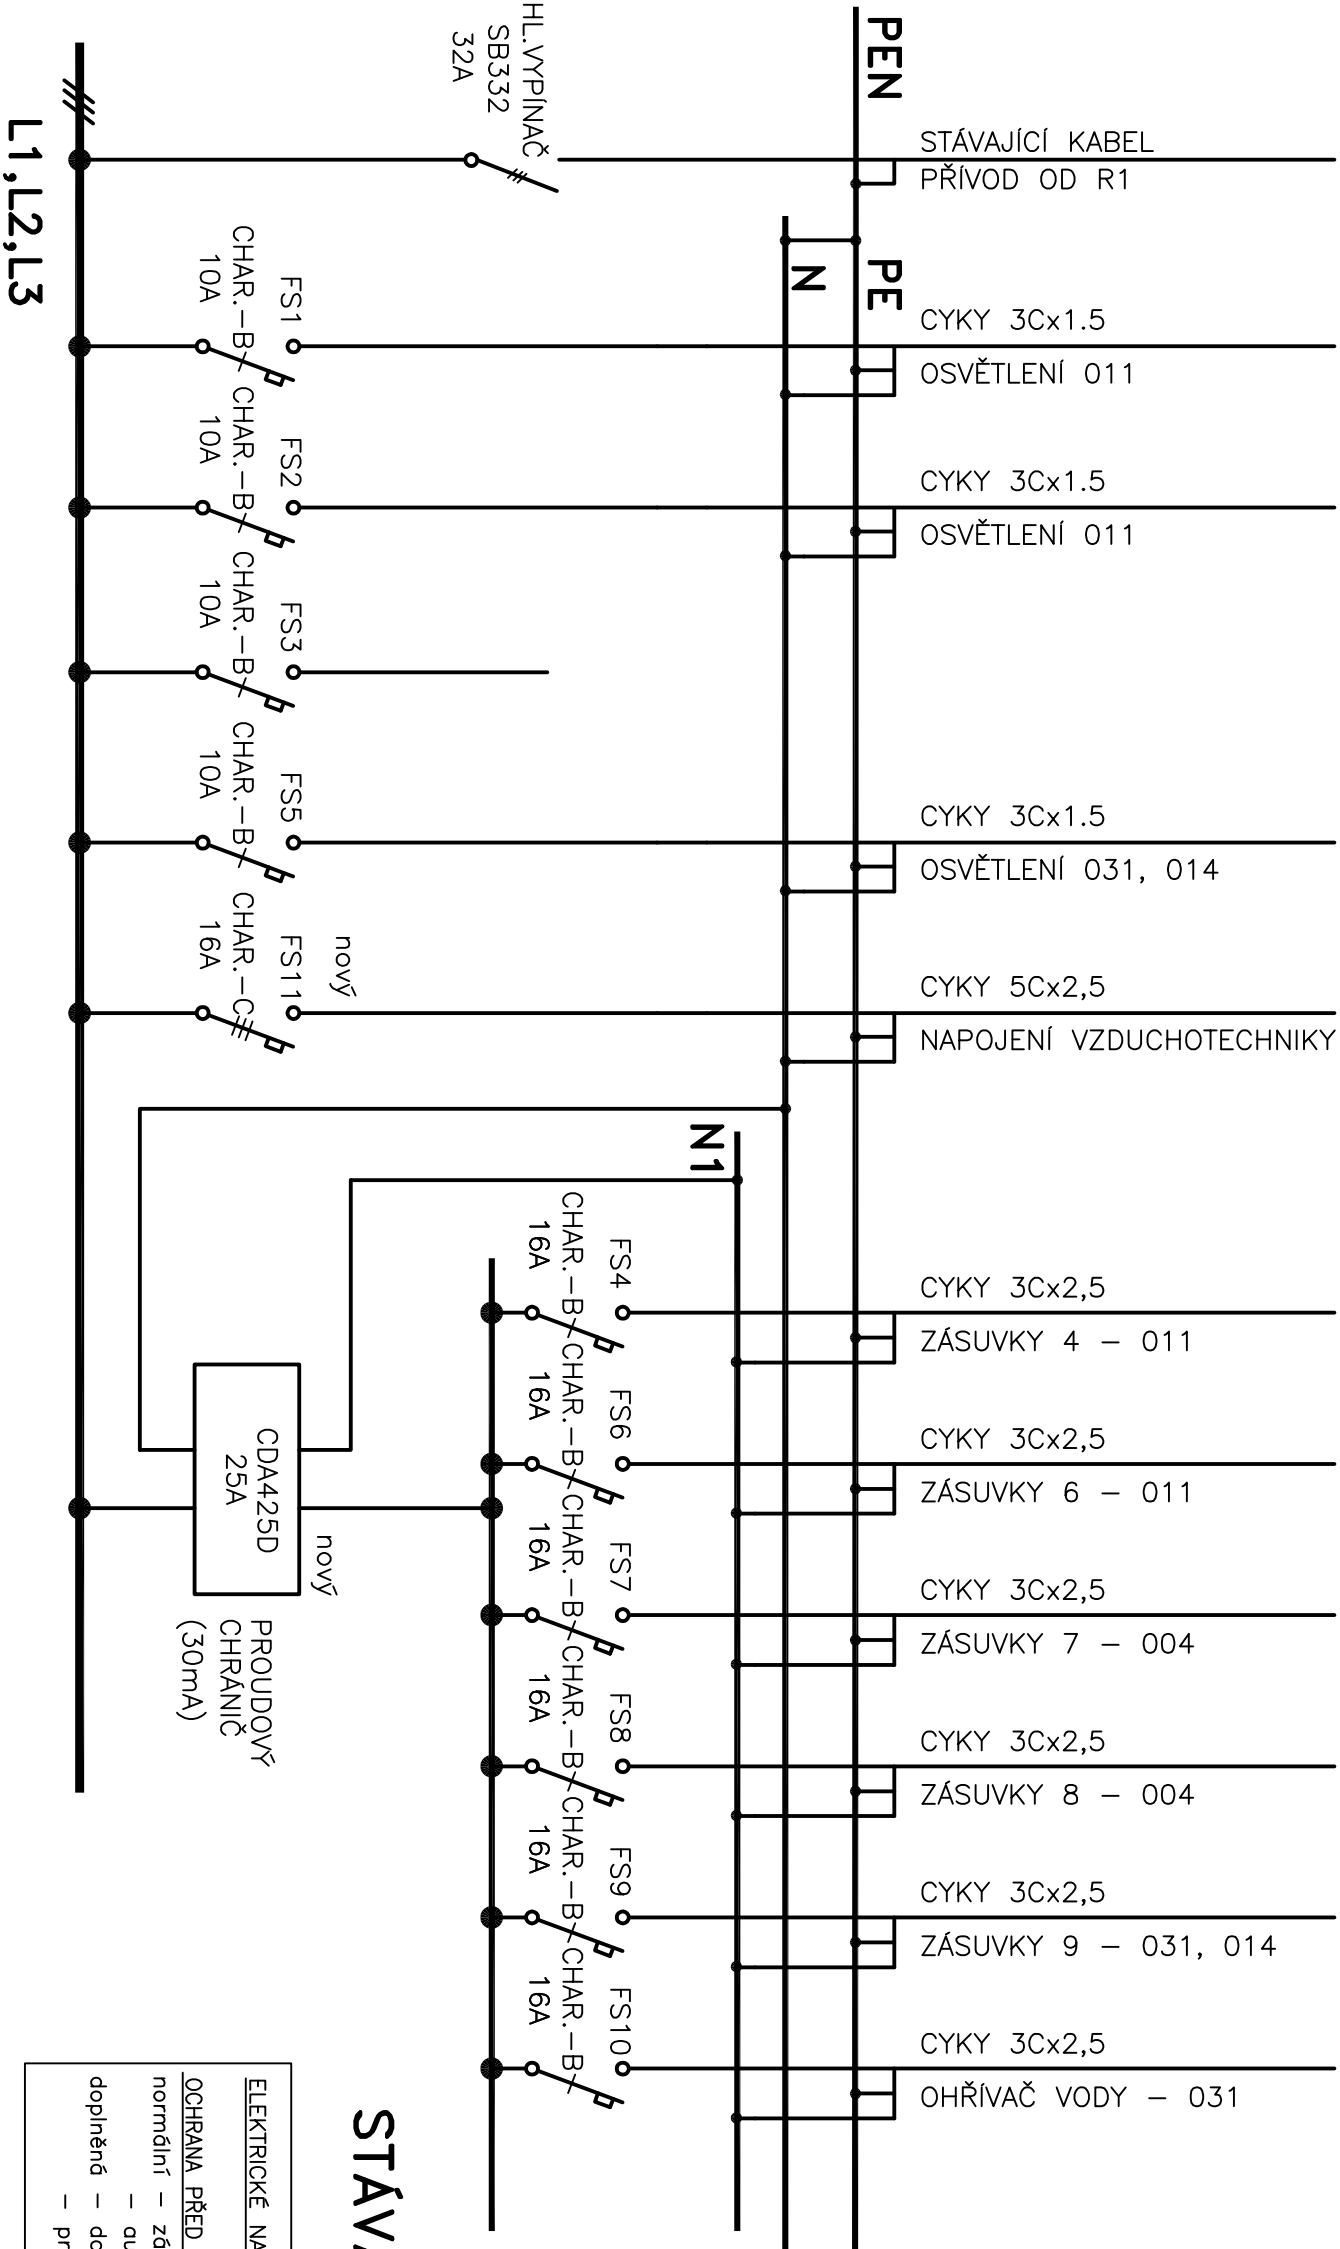 HL.VYPÍNAČ
SB332
32A
PEN
STÁVAJÍCÍ KABEL
PŘÍVOD OD R1
L1,L2,L3
N
PE
FS1
CHAR.-B
10A
CYKY 3Cx1.5
OSVĚTLENÍ 011
FS2
CHAR.-B
10A
CYKY 3Cx1.5
OSVĚTLENÍ 011
FS3
CHAR.-B
10A
FS5
CHAR.-B
10A
CYKY 3Cx1.5
OSVĚTLENÍ 031, 014
nový
FS11
CHAR.-C
16A
CYKY 5Cx2,5
NAPOJENÍ VZDUCHOTECHNIKY
N1
FS4
CHAR.-B
16A
CYKY 3Cx2,5
ZÁSUVKY 4 - 011
FS6
CHAR.-B
16A
CYKY 3Cx2,5
ZÁSUVKY 6 - 011
CDA425D
25A
nový
PROUDOVÝ
CHRÁNIČ
(30mA)
FS7
CHAR.-B
16A
CYKY 3Cx2,5
ZÁSUVKY 7 - 004
FS8
CHAR.-B
16A
CYKY 3Cx2,5
ZÁSUVKY 8 - 004
FS9
CHAR.-B
16A
CYKY 3Cx2,5
ZÁSUVKY 9 - 031, 014
FS10
CHAR.-B
16A
CYKY 3Cx2,5
OHŘÍVAČ VODY - 031
ELEKTRICKÉ
OCHRANA PŘED
normální -
doplněná -